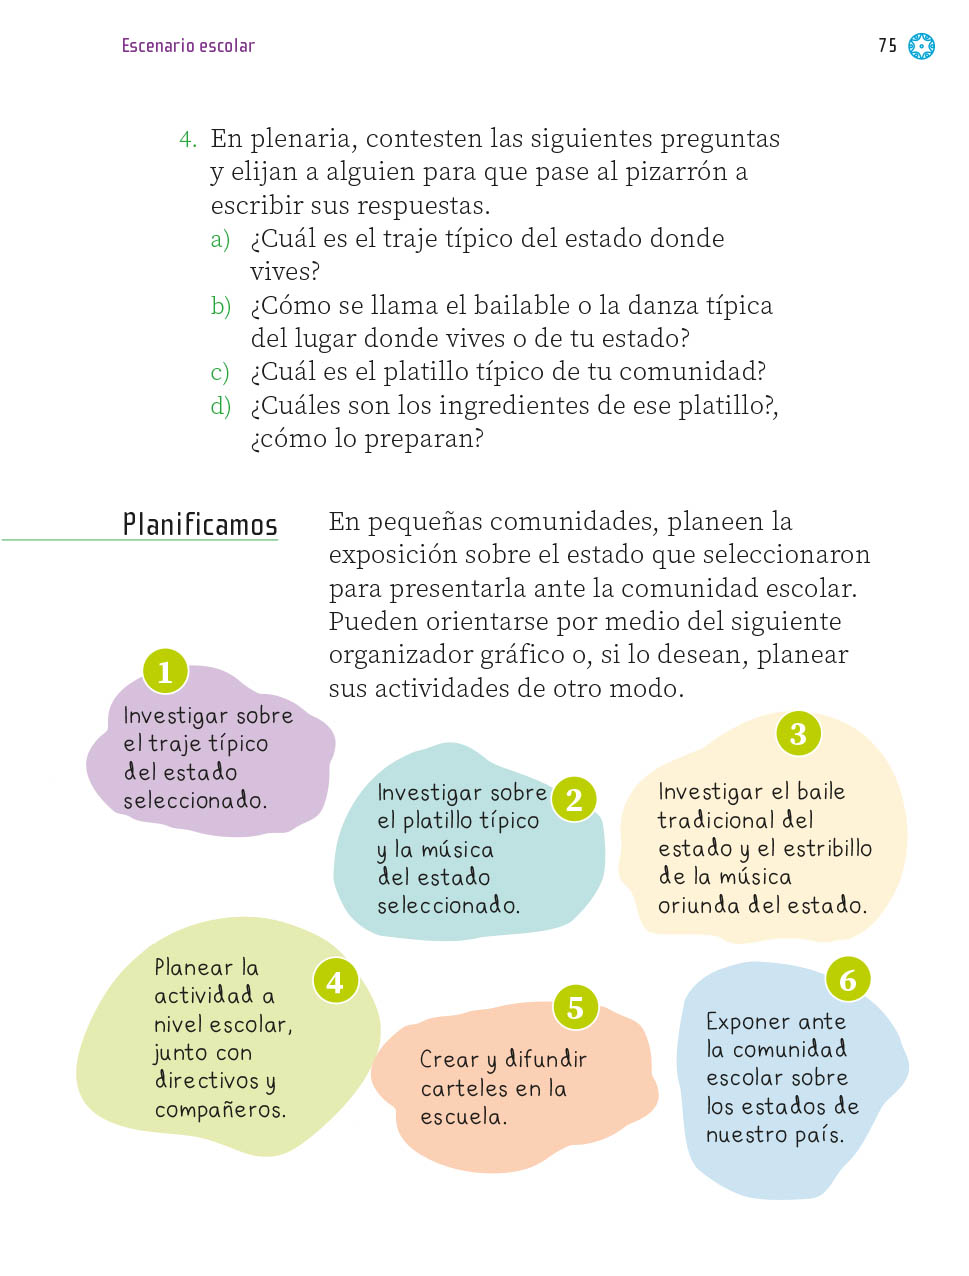 Escenario escolar
75
4. En plenaria, contesten las siguientes preguntas
y elijan a alguien para que pase al pizarrón a
escribir sus respuestas.
a) ¿Cuál es el traje típico del estado donde
vives?
b) ¿Cómo se llama el bailable o la danza típica
del lugar donde vives o de tu estado?
c) ¿Cuál es el platillo típico de tu comunidad?
d) ¿Cuáles son los ingredientes de ese platillo?,
¿cómo lo preparan?
Planificamos
En pequeñas comunidades, planeen la
exposición sobre el estado que seleccionaron
para presentarla ante la comunidad escolar.
Pueden orientarse por medio del siguiente
organizador gráfico o, si lo desean, planear
sus actividades de otro modo.
1
Investigar sobre
el traje típico
del estado
seleccionado.
2
Investigar sobre
el platillo típico
y la música
del estado
seleccionado.
3
Investigar el baile
tradicional del
estado y el estribillo
de la música
oriunda del estado.
4
Planear la
actividad a
nivel escolar,
junto con
directivos y
compañeros.
5
Crear y difundir
carteles en la
escuela.
6
Exponer ante
la comunidad
escolar sobre
los estados de
nuestro país.